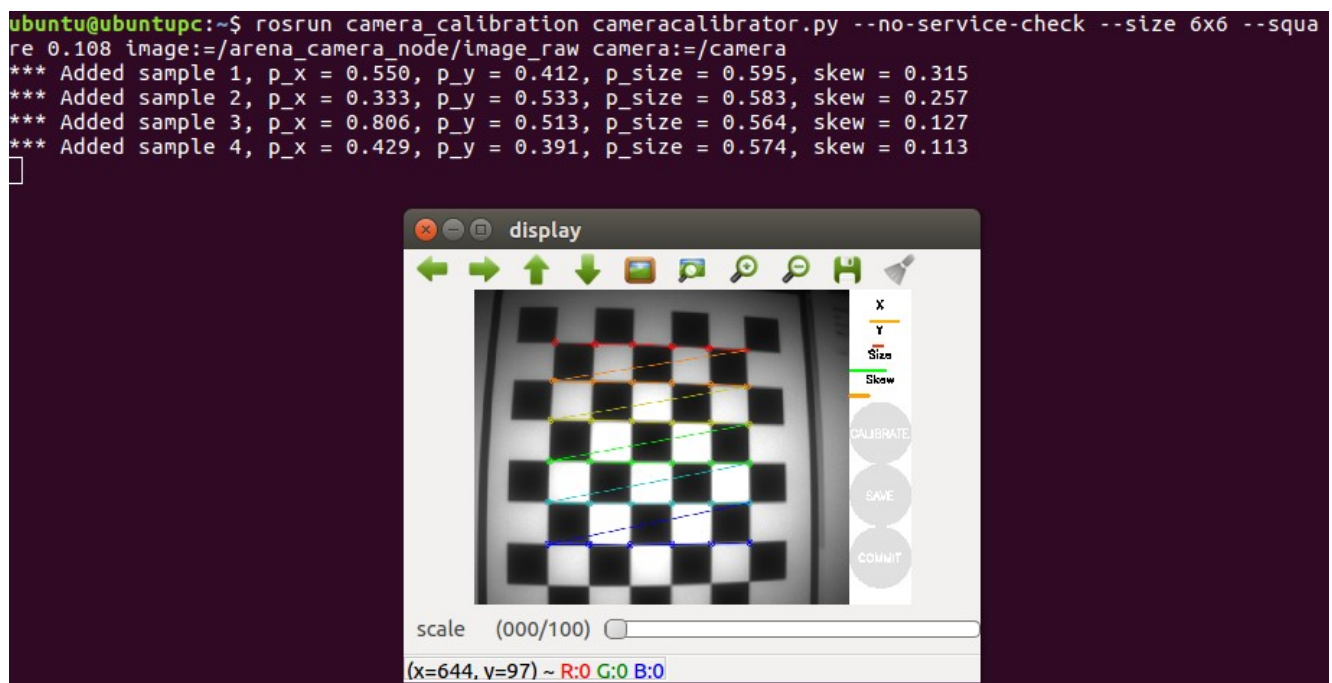 ubuntu@ubuntupc:~$ rosrun camera_calibration cameracalibrator.py --no-service-check --size 6x6 --squa
re 0.108 image:=/arena_camera_node/image_raw camera:=/camera
*** Added sample 1, p_x = 0.550, p_y = 0.412, p_size = 0.595, skew = 0.315
*** Added sample 2, p_x = 0.333, p_y = 0.533, p_size = 0.583, skew = 0.257
*** Added sample 3, p_x = 0.806, p_y = 0.513, p_size = 0.564, skew = 0.127
*** Added sample 4, p_x = 0.429, p_y = 0.391, p_size = 0.574, skew = 0.113
display
X
Y
Size
Skew
CALIBRATE
SAVE
COMMIT
scale (000/100)
(x=644, y=97) ~ R:0 G:0 B:0